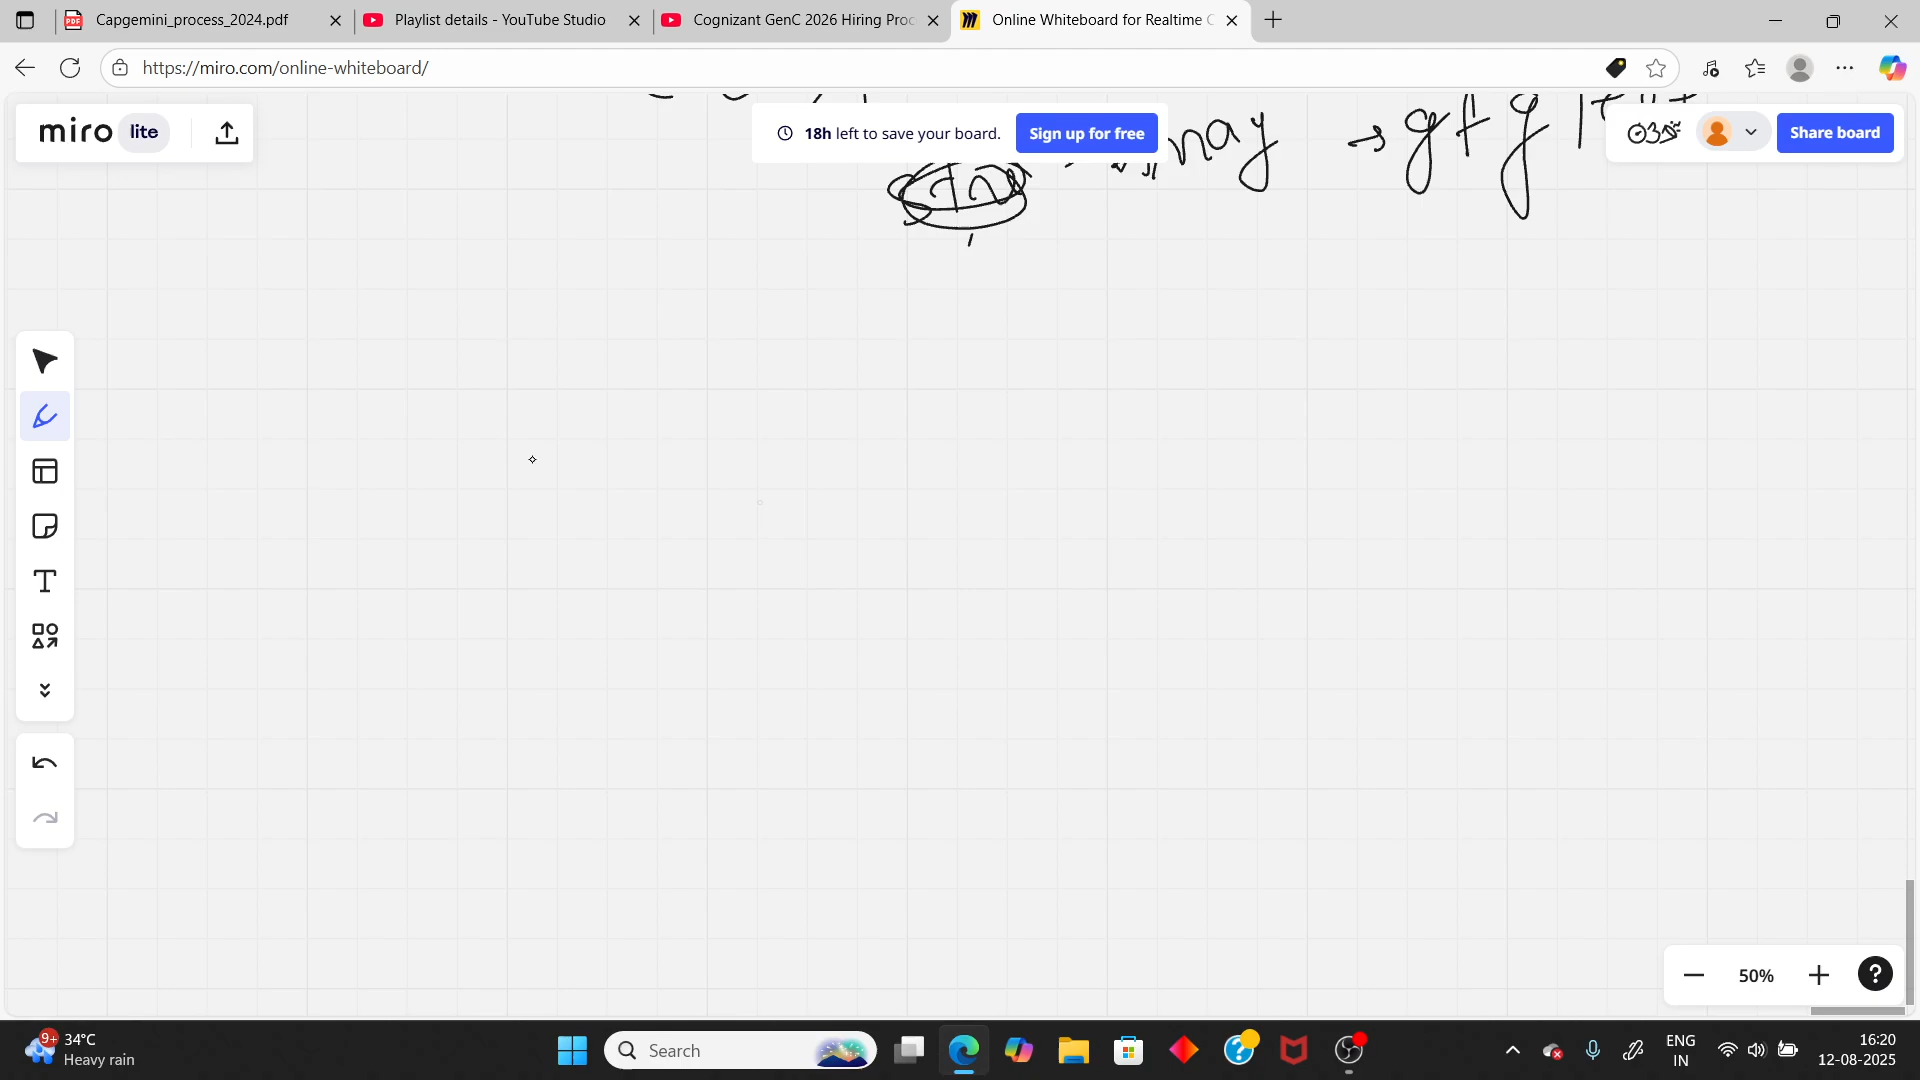 Capgemini_process_2024.pdf
Playlist details - YouTube Studio
Cognizant GenC 2026 Hiring Proc
Online Whiteboard for Realtime C
https://miro.com/online-whiteboard/
miro lite
18h left to save your board.
Sign up for free
Share board
50%
9+
34°C
Heavy rain
Search
ENG
IN
16:20
12-08-2025